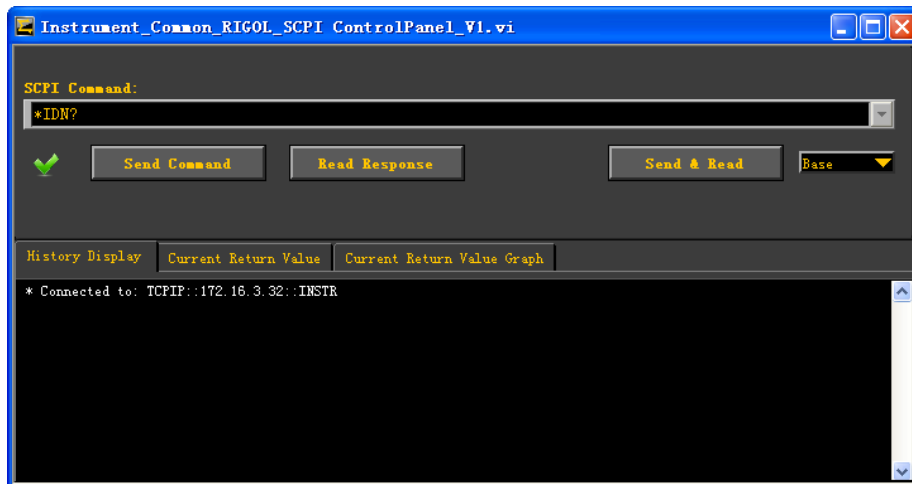 Instrument_Common_RIGOL_SCPI ControlPanel_V1.vi
SCPI Command:
*IDN?
Send Command Read Response Send & Read Base
History Display Current Return Value Current Return Value Graph
* Connected to: TCPIP::172.16.3.32::INSTR